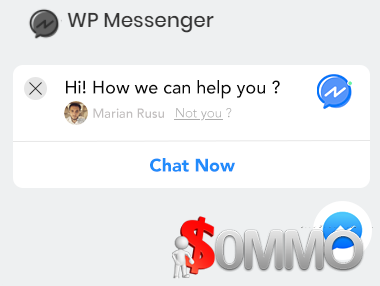 WP Messenger
Hi! How we can help you ?
Marian Rusu Not you ?
Chat Now
$OMMO